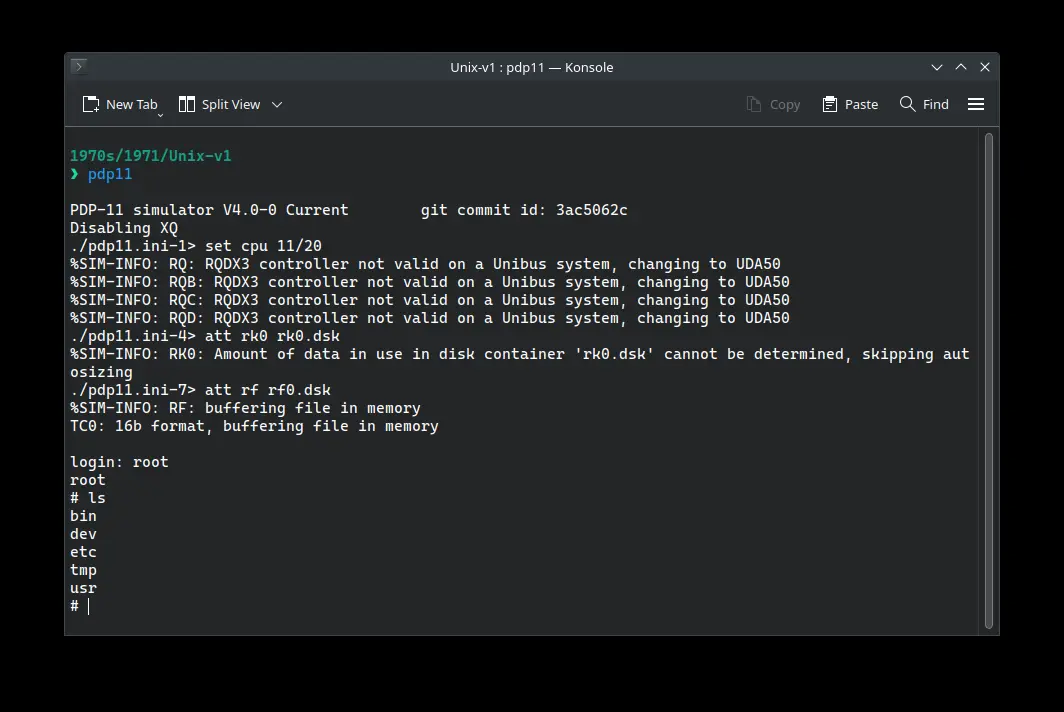 Unix-v1 : pdp11 — Konsole
New Tab Split View Copy Paste Find
1970s/1971/Unix-v1
❯ pdp11
PDP-11 simulator V4.0-0 Current        git commit id: 3ac5062c
Disabling XQ
./pdp11.ini-1> set cpu 11/20
%SIM-INFO: RQ: RQDX3 controller not valid on a Unibus system, changing to UDA50
%SIM-INFO: RQB: RQDX3 controller not valid on a Unibus system, changing to UDA50
%SIM-INFO: RQC: RQDX3 controller not valid on a Unibus system, changing to UDA50
%SIM-INFO: RQD: RQDX3 controller not valid on a Unibus system, changing to UDA50
./pdp11.ini-4> att rk0 rk0.dsk
%SIM-INFO: RK0: Amount of data in use in disk container 'rk0.dsk' cannot be determined, skipping aut
osizing
./pdp11.ini-7> att rf rf0.dsk
%SIM-INFO: RF: buffering file in memory
TC0: 16b format, buffering file in memory
login: root
root
# ls
bin
dev
etc
tmp
usr
#